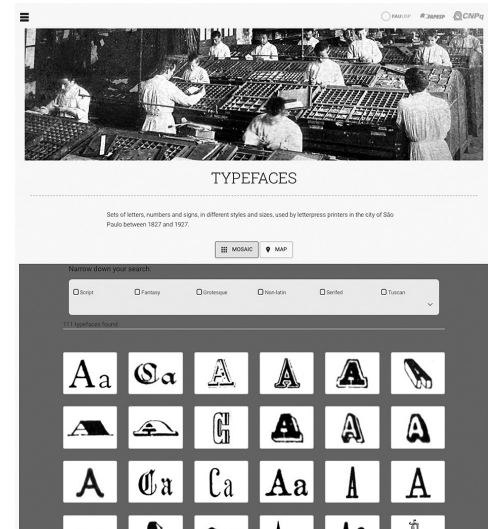 FAUUSP FAPESP CNPq
TYPEFACES
Sets of letters, numbers and signs, in different styles and sizes, used by letterpress printers in the city of São
Paulo between 1827 and 1927.
MOSAIC MAP
Narrow down your search:
Script Fantasy Grotesque Non-latin Serifed Tuscan
111 typefaces found
Aa Ca A A A A
G A A A
A Ca Ca Aa A A